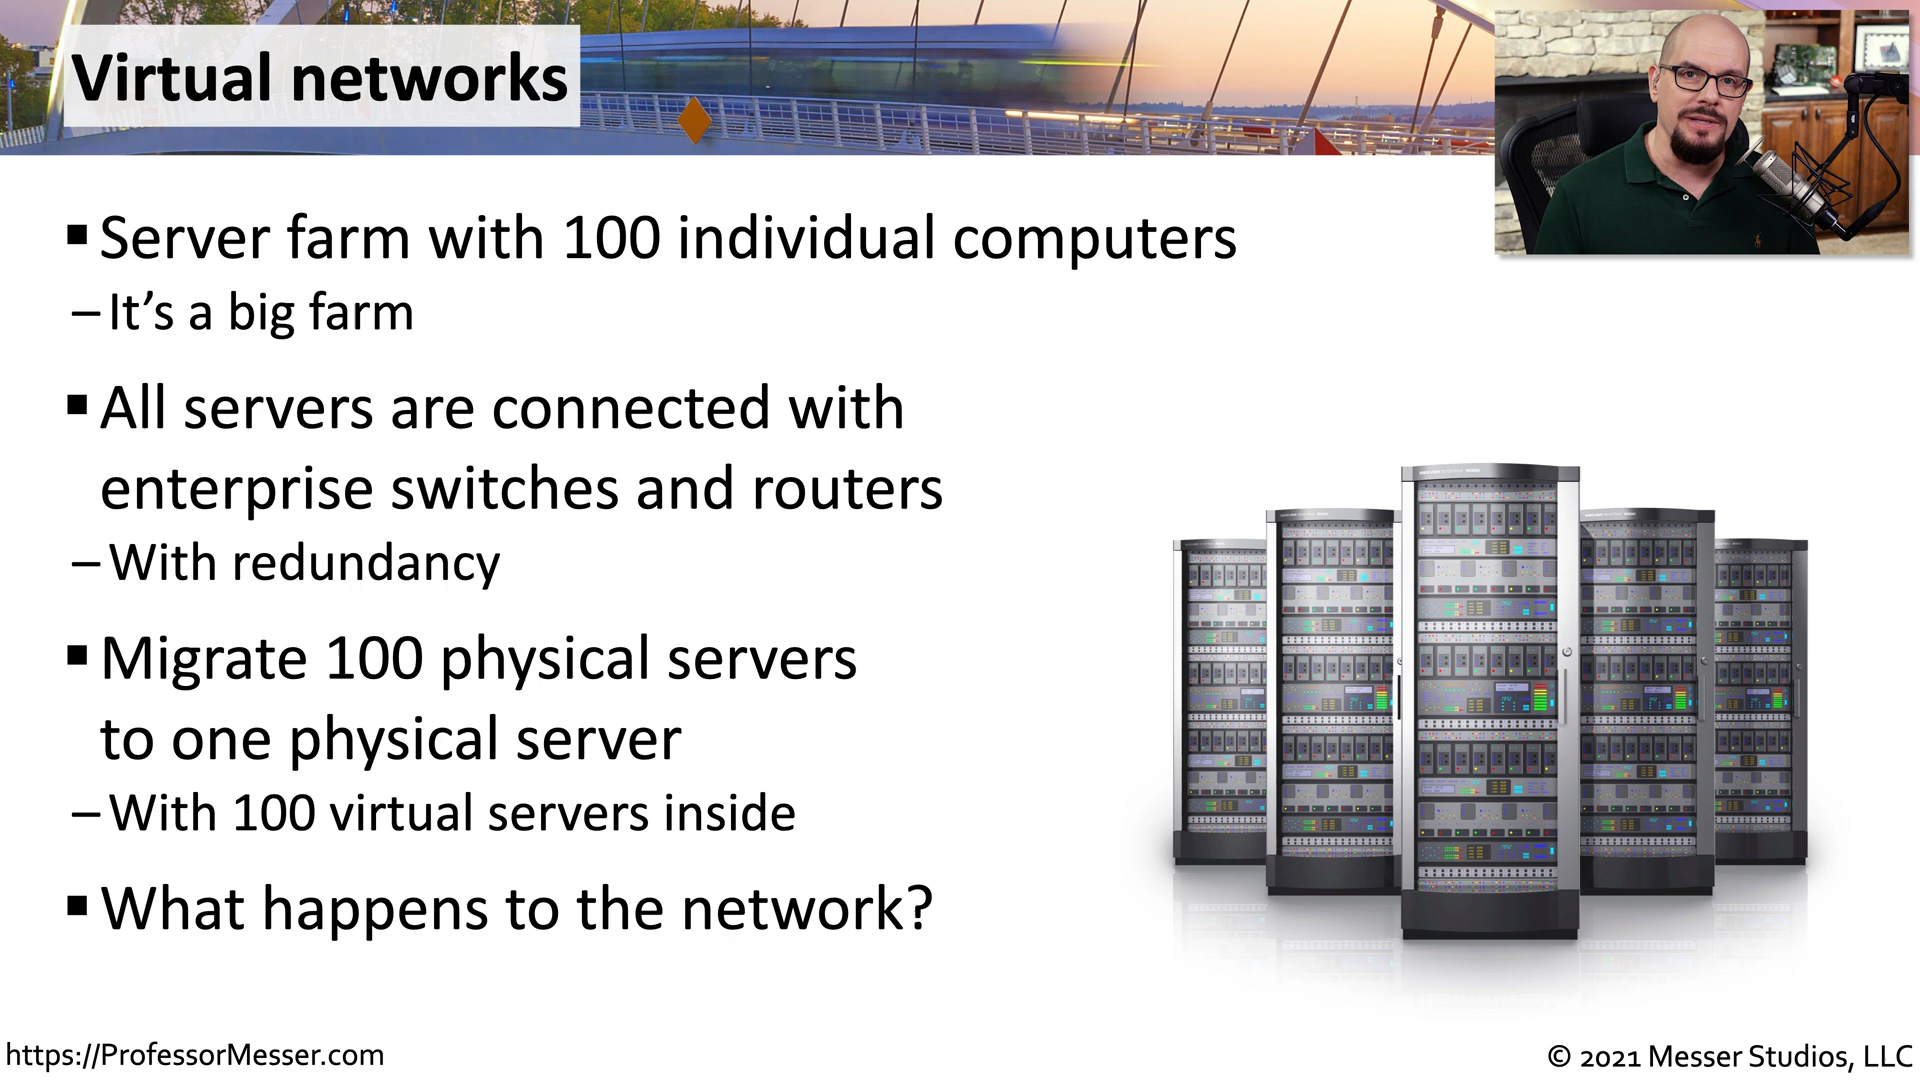 Virtual networks
▪ Server farm with 100 individual computers
– It’s a big farm
▪ All servers are connected with
enterprise switches and routers
– With redundancy
▪ Migrate 100 physical servers
to one physical server
– With 100 virtual servers inside
▪ What happens to the network?
https://ProfessorMesser.com
© 2021 Messer Studios, LLC